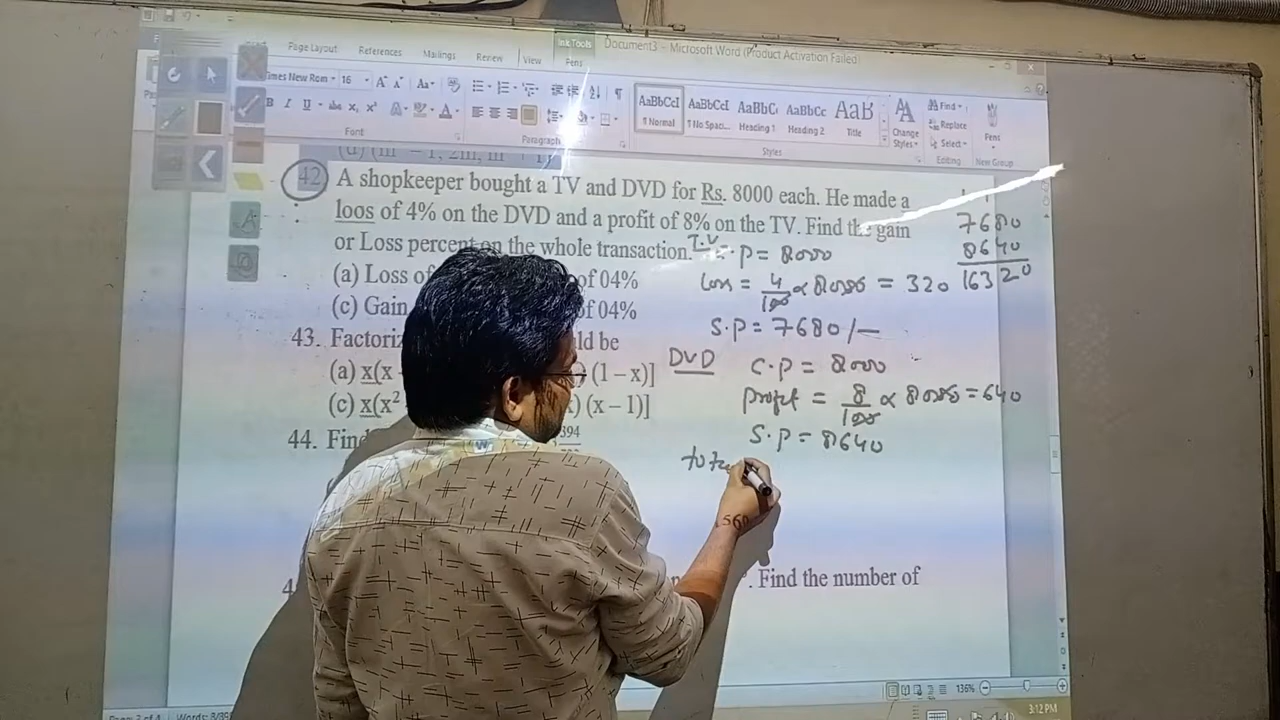 Page Layout References Mailings Review View Ink Tools Pens Document3 - Microsoft Word (Product Activation Failed)
Times New Rom 16
Font Paragraph Styles Editing New Group
AaBbCcI AaBbCcI AaBbC AaBbCc AaB
¶ Normal ¶ No Spaci... Heading 1 Heading 2 Title Change Styles Find Replace Select Pens
42 A shopkeeper bought a TV and DVD for Rs. 8000 each. He made a
loos of 4% on the DVD and a profit of 8% on the TV. Find the gain
or Loss percent on the whole transaction.
(a) Loss of of 04%
(c) Gain of 04%
43. Factoriz ld be
(a) x(x (1 – x)]
(c) x(x² ) (x – 1)]
44. Find 394
. Find the number of
T.V
.p = 8000
Loss = 4/100 × 8000 = 320
S.p = 7680/-
DVD C.p = 8000
profit = 8/100 × 8000 = 640
S.p = 8640
tota
7680
8640
16320
560
136%
3:12 PM